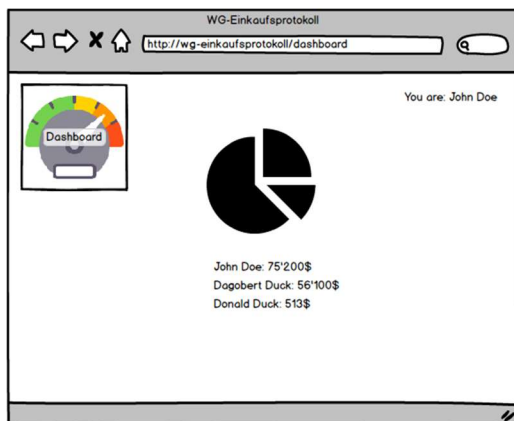 WG-Einkaufsprotokoll
http://wg-einkaufsprotokoll/dashboard
You are: John Doe
Dashboard
John Doe: 75'200$
Dagobert Duck: 56'100$
Donald Duck: 513$